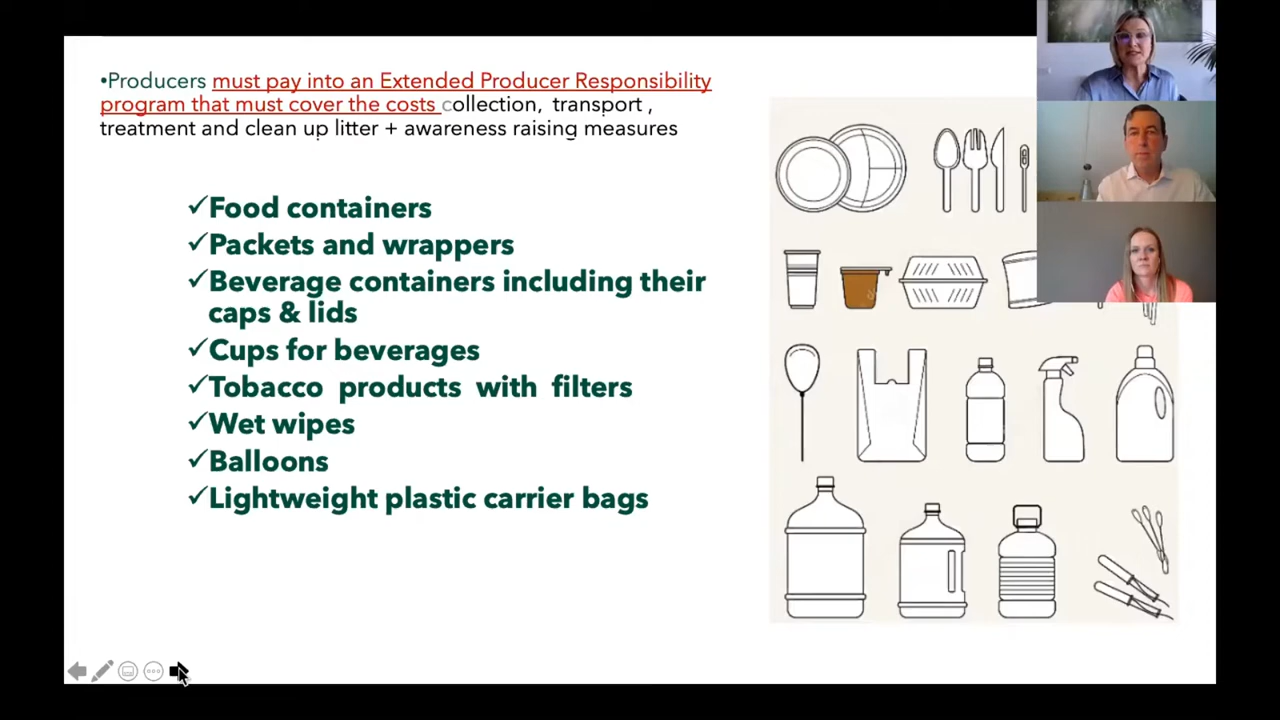 •Producers must pay into an Extended Producer Responsibility
program that must cover the costs collection, transport ,
treatment and clean up litter + awareness raising measures
✓Food containers
✓Packets and wrappers
✓Beverage containers including their
caps & lids
✓Cups for beverages
✓Tobacco products with filters
✓Wet wipes
✓Balloons
✓Lightweight plastic carrier bags